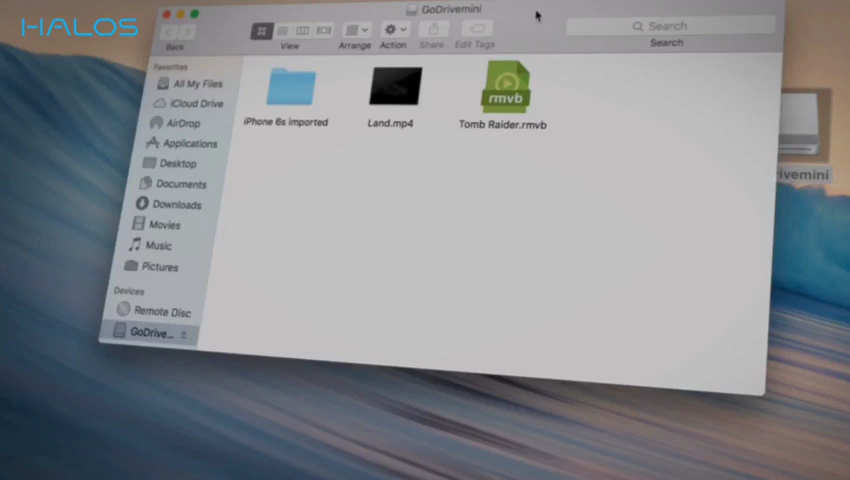 HALOS
GoDrivemini
Back
View
Arrange
Action
Share
Edit Tags
Search
Search
Favorites
All My Files
iCloud Drive
AirDrop
Applications
Desktop
Documents
Downloads
Movies
Music
Pictures
Devices
Remote Disc
GoDrive...
iPhone 6s imported
Land.mp4
rmvb
Tomb Raider.rmvb
rivemini